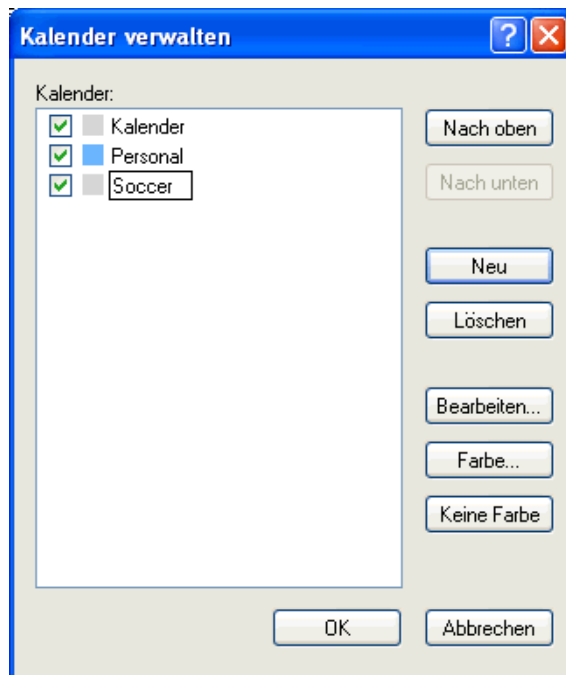 Kalender verwalten
Kalender:
Kalender
Personal
Soccer
Nach oben
Nach unten
Neu
Löschen
Bearbeiten...
Farbe...
Keine Farbe
OK
Abbrechen